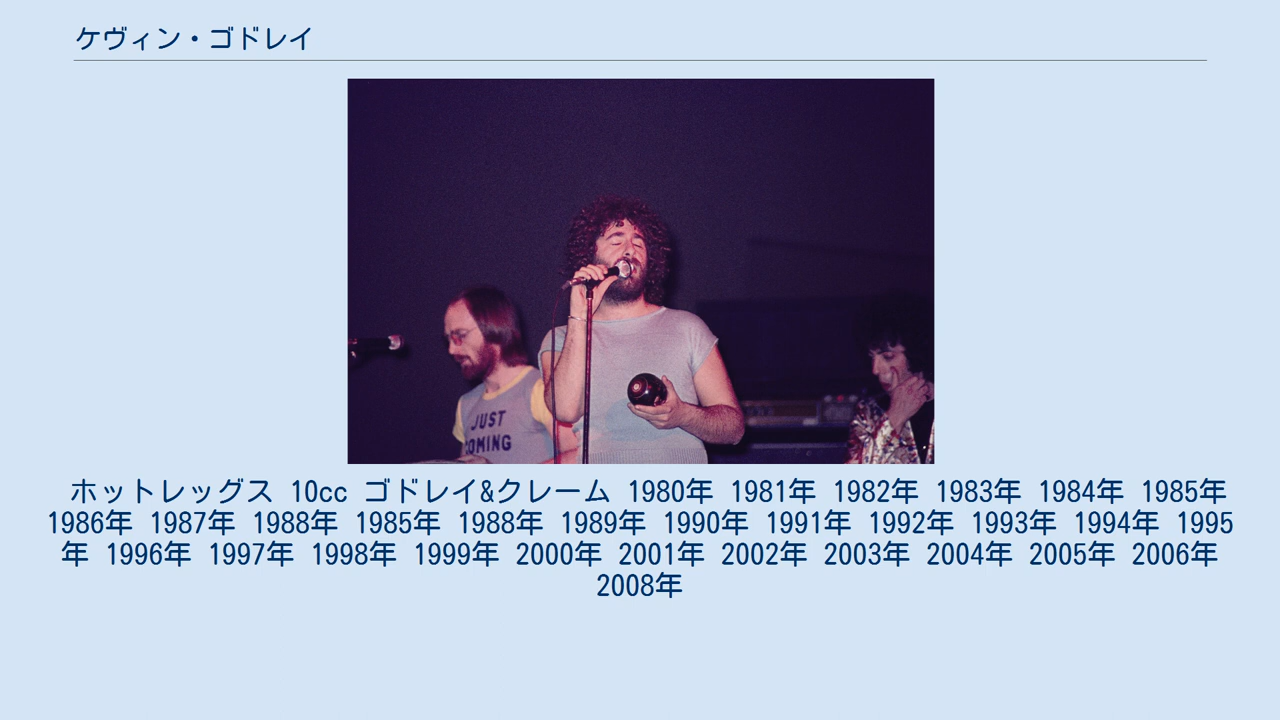 ケヴィン・ゴドレイ
JUST
COMING
ホットレッグス 10cc ゴドレイ&クレーム 1980年 1981年 1982年 1983年 1984年 1985年
1986年 1987年 1988年 1985年 1988年 1989年 1990年 1991年 1992年 1993年 1994年 1995
年 1996年 1997年 1998年 1999年 2000年 2001年 2002年 2003年 2004年 2005年 2006年
2008年